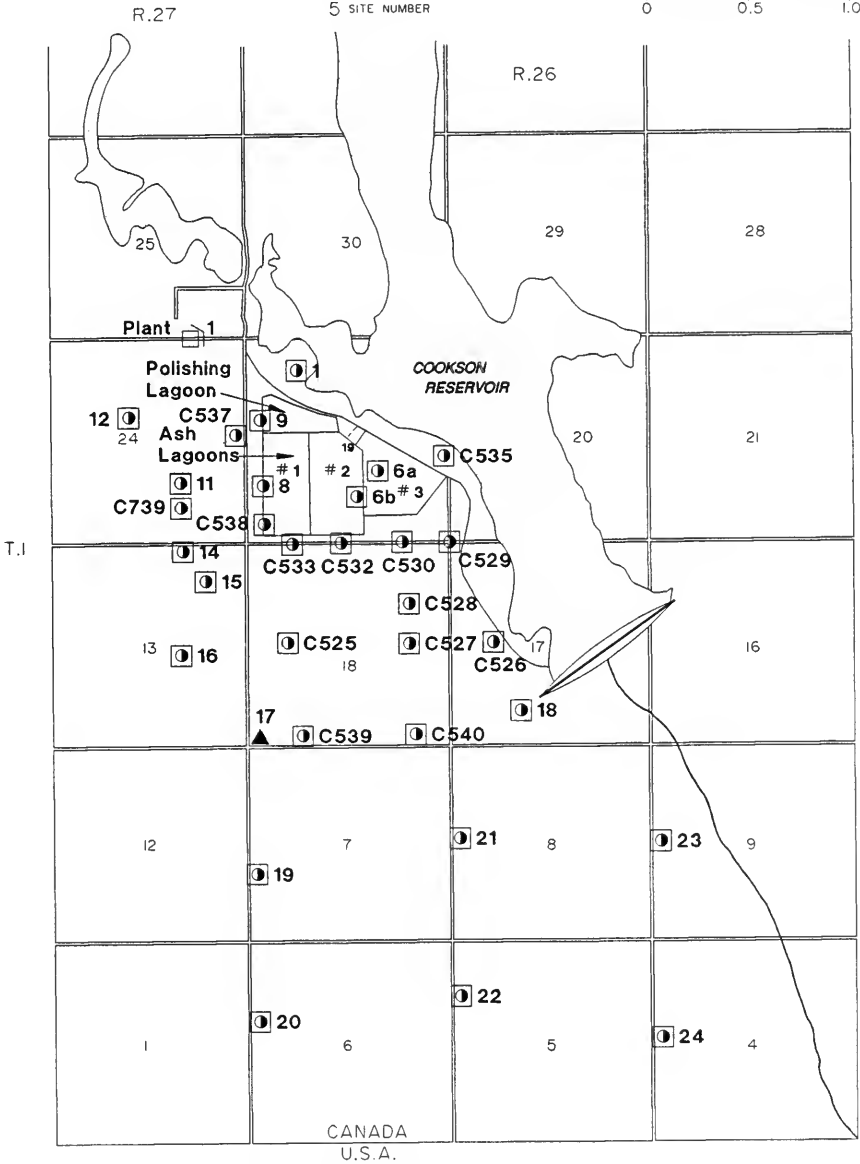 R.27
5 SITE NUMBER
0 0.5 1.0
R.26
25
30
29
28
Plant 1
Polishing
Lagoon
1
COOKSON
RESERVOIR
12
24
C537
9
Ash
Lagoons
#1
#2
19
6a
6b
#3
C535
20
21
11
8
C739
C538
T.I
14
C533
C532
C530
C529
15
C528
13
16
C525
18
C527
C526
17
16
17
C539
C540
18
12
7
21
8
23
9
19
1
20
6
22
5
24
4
CANADA
U.S.A.